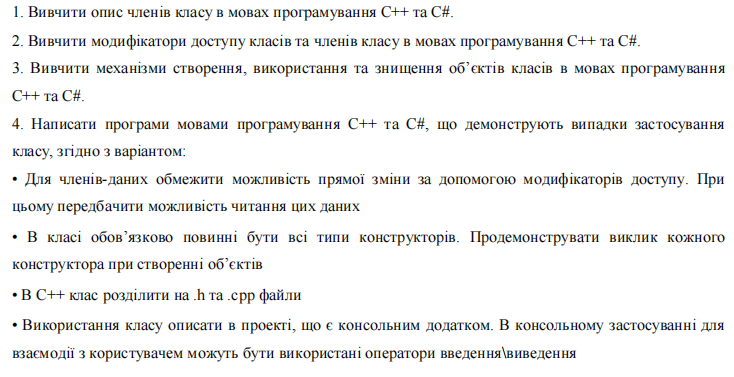 1. Вивчити опис членів класу в мовах програмування C++ та C#.
2. Вивчити модифікатори доступу класів та членів класу в мовах програмування C++ та C#.
3. Вивчити механізми створення, використання та знищення об’єктів класів в мовах програмування
C++ та C#.
4. Написати програми мовами програмування C++ та C#, що демонструють випадки застосування
класу, згідно з варіантом:
• Для членів-даних обмежити можливість прямої зміни за допомогою модифікаторів доступу. При
цьому передбачити можливість читання цих даних
• В класі обов’язково повинні бути всі типи конструкторів. Продемонструвати виклик кожного
конструктора при створенні об’єктів
• В C++ клас розділити на .h та .cpp файли
• Використання класу описати в проекті, що є консольним додатком. В консольному застосуванні для
взаємодії з користувачем можуть бути використані оператори введення\виведення